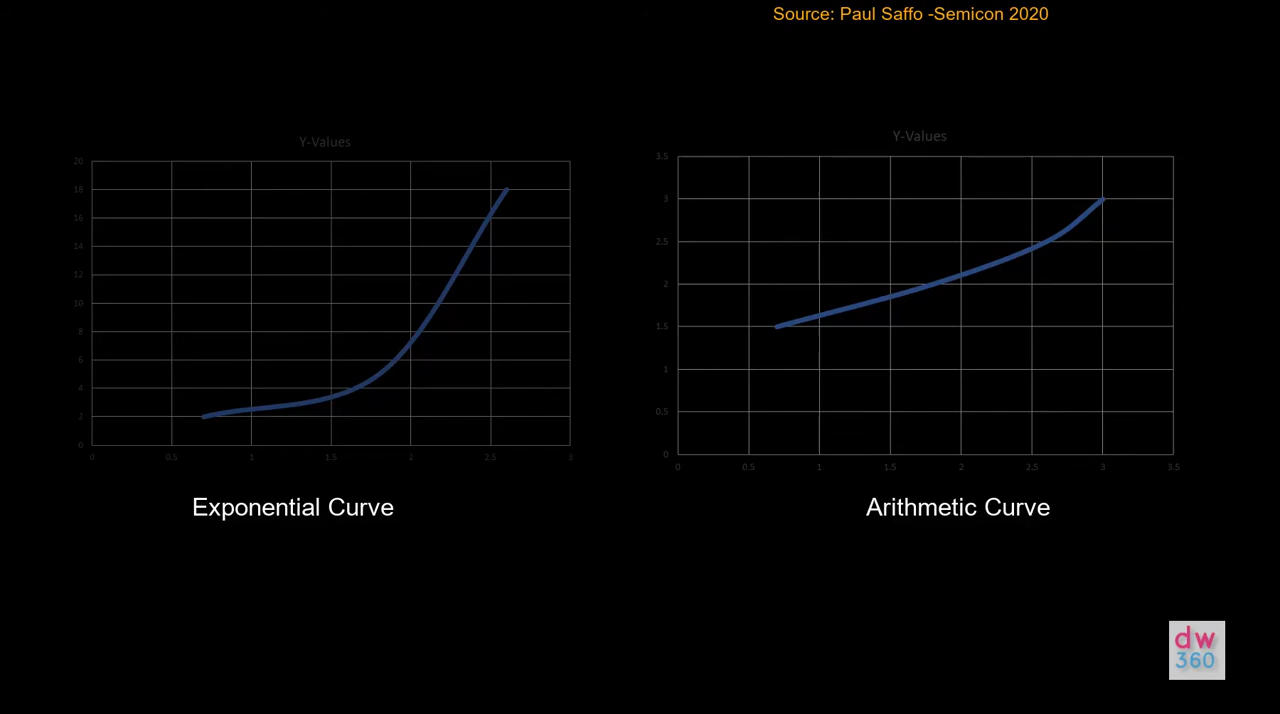 Source: Paul Saffo -Semicon 2020
Y-Values
20
18
16
14
12
10
8
6
4
2
0
0 0.5 1 1.5 2 2.5 3
Exponential Curve
Y-Values
3.5
3
2.5
2
1.5
1
0.5
0
0 0.5 1 1.5 2 2.5 3 3.5
Arithmetic Curve
dw
360